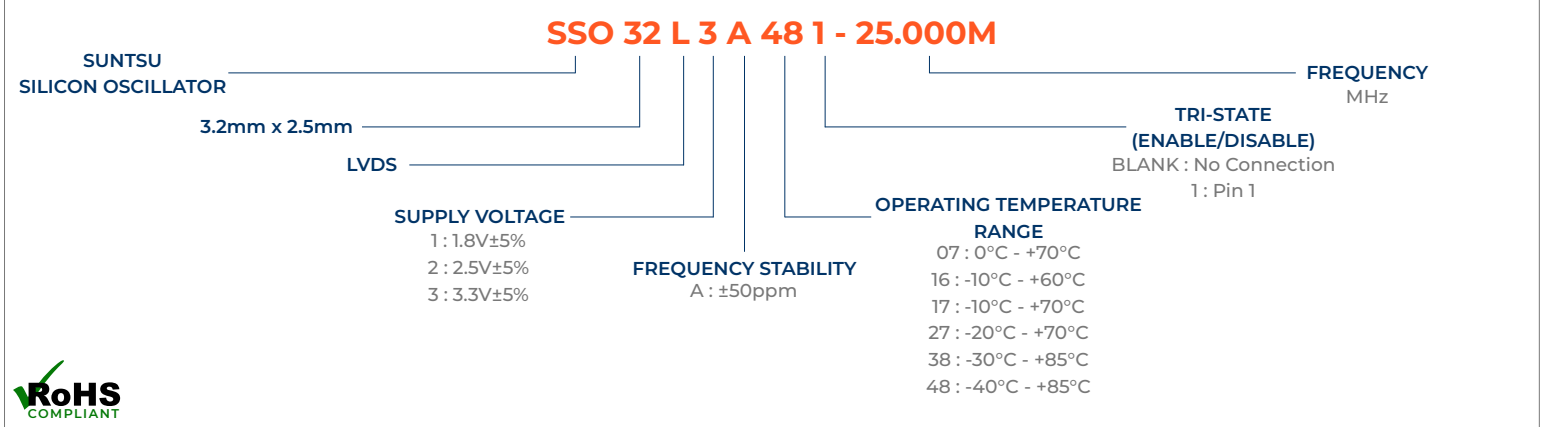 SSO 32 L 3 A 48 1 - 25.000M
SUNTSU
SILICON OSCILLATOR
3.2mm x 2.5mm
LVDS
SUPPLY VOLTAGE
1 : 1.8V±5%
2 : 2.5V±5%
3 : 3.3V±5%
FREQUENCY STABILITY
A : ±50ppm
OPERATING TEMPERATURE
RANGE
07 : 0°C - +70°C
16 : -10°C - +60°C
17 : -10°C - +70°C
27 : -20°C - +70°C
38 : -30°C - +85°C
48 : -40°C - +85°C
TRI-STATE
(ENABLE/DISABLE)
BLANK : No Connection
1 : Pin 1
FREQUENCY
MHz
RoHS
COMPLIANT